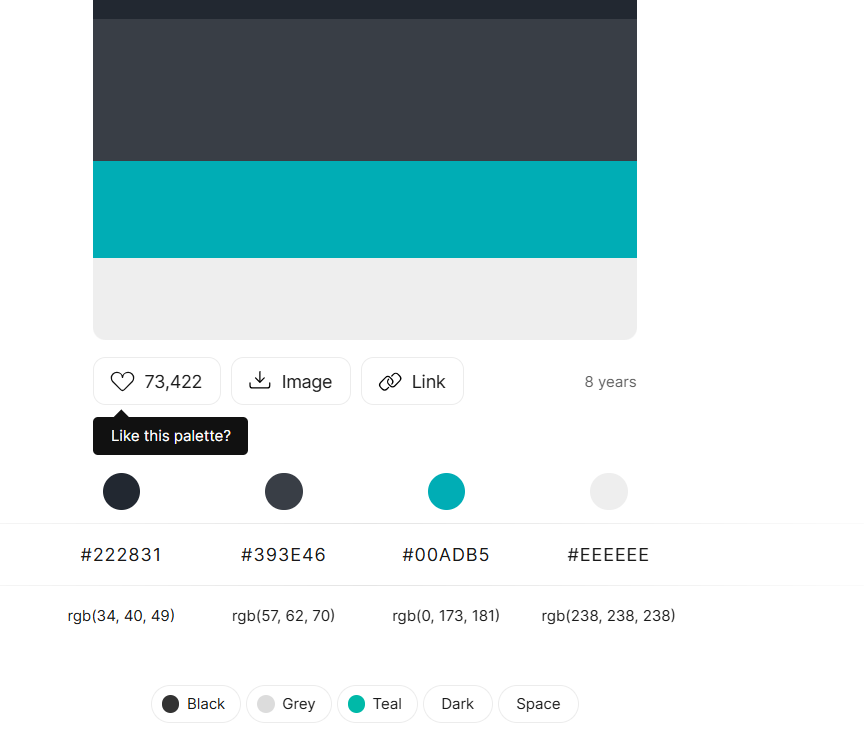 73,422 Image Link 8 years
Like this palette?
#222831 #393E46 #00ADB5 #EEEEEE
rgb(34, 40, 49) rgb(57, 62, 70) rgb(0, 173, 181) rgb(238, 238, 238)
Black Grey Teal Dark Space